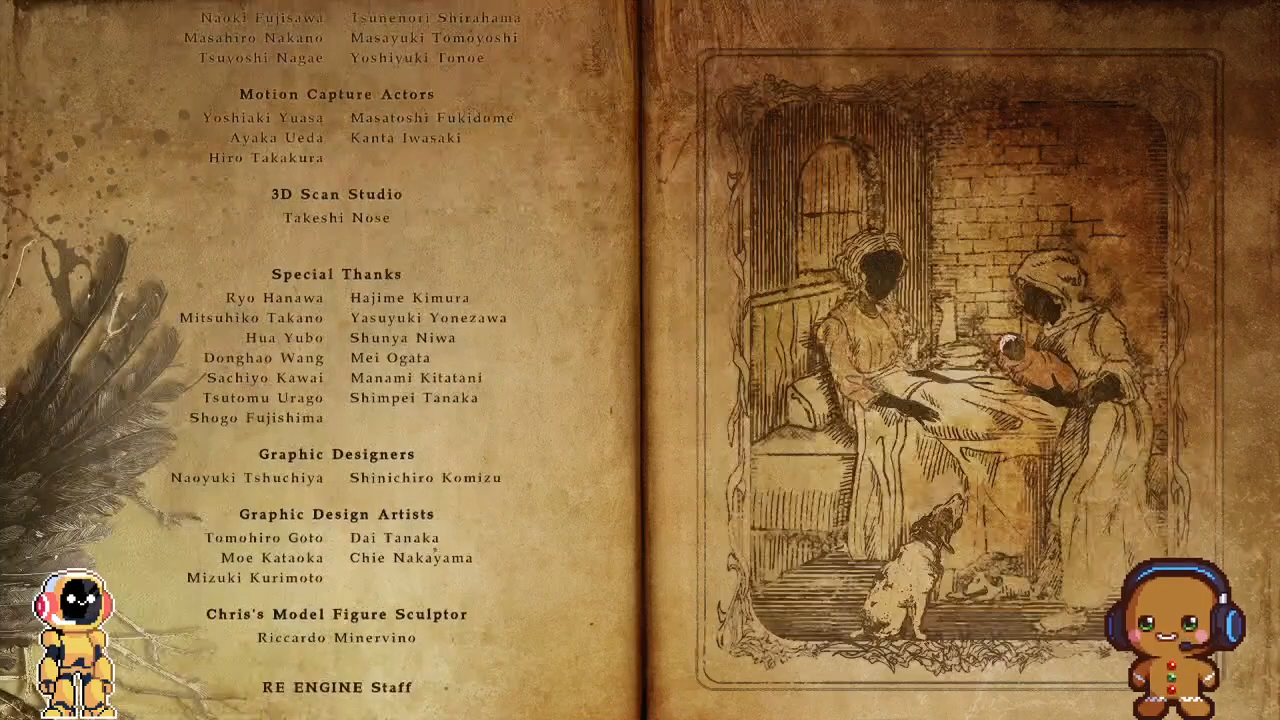 Naoki Fujisawa Tsunenori Shirahama
Masahiro Nakano Masayuki Tomoyoshi
Tsuyoshi Nagae Yoshiyuki Tonoe
Motion Capture Actors
Yoshiaki Yuasa Masatoshi Fukidome
Ayaka Ueda Kanta Iwasaki
Hiro Takakura
3D Scan Studio
Takeshi Nose
Special Thanks
Ryo Hanawa Hajime Kimura
Mitsuhiko Takano Yasuyuki Yonezawa
Hua Yubo Shunya Niwa
Donghao Wang Mei Ogata
Sachiyo Kawai Manami Kitatani
Tsutomu Urago Shimpei Tanaka
Shogo Fujishima
Graphic Designers
Naoyuki Tshuchiya Shinichiro Komizu
Graphic Design Artists
Tomohiro Goto Dai Tanaka
Moe Kataoka Chie Nakayama
Mizuki Kurimoto
Chris's Model Figure Sculptor
Riccardo Minervino
RE ENGINE Staff